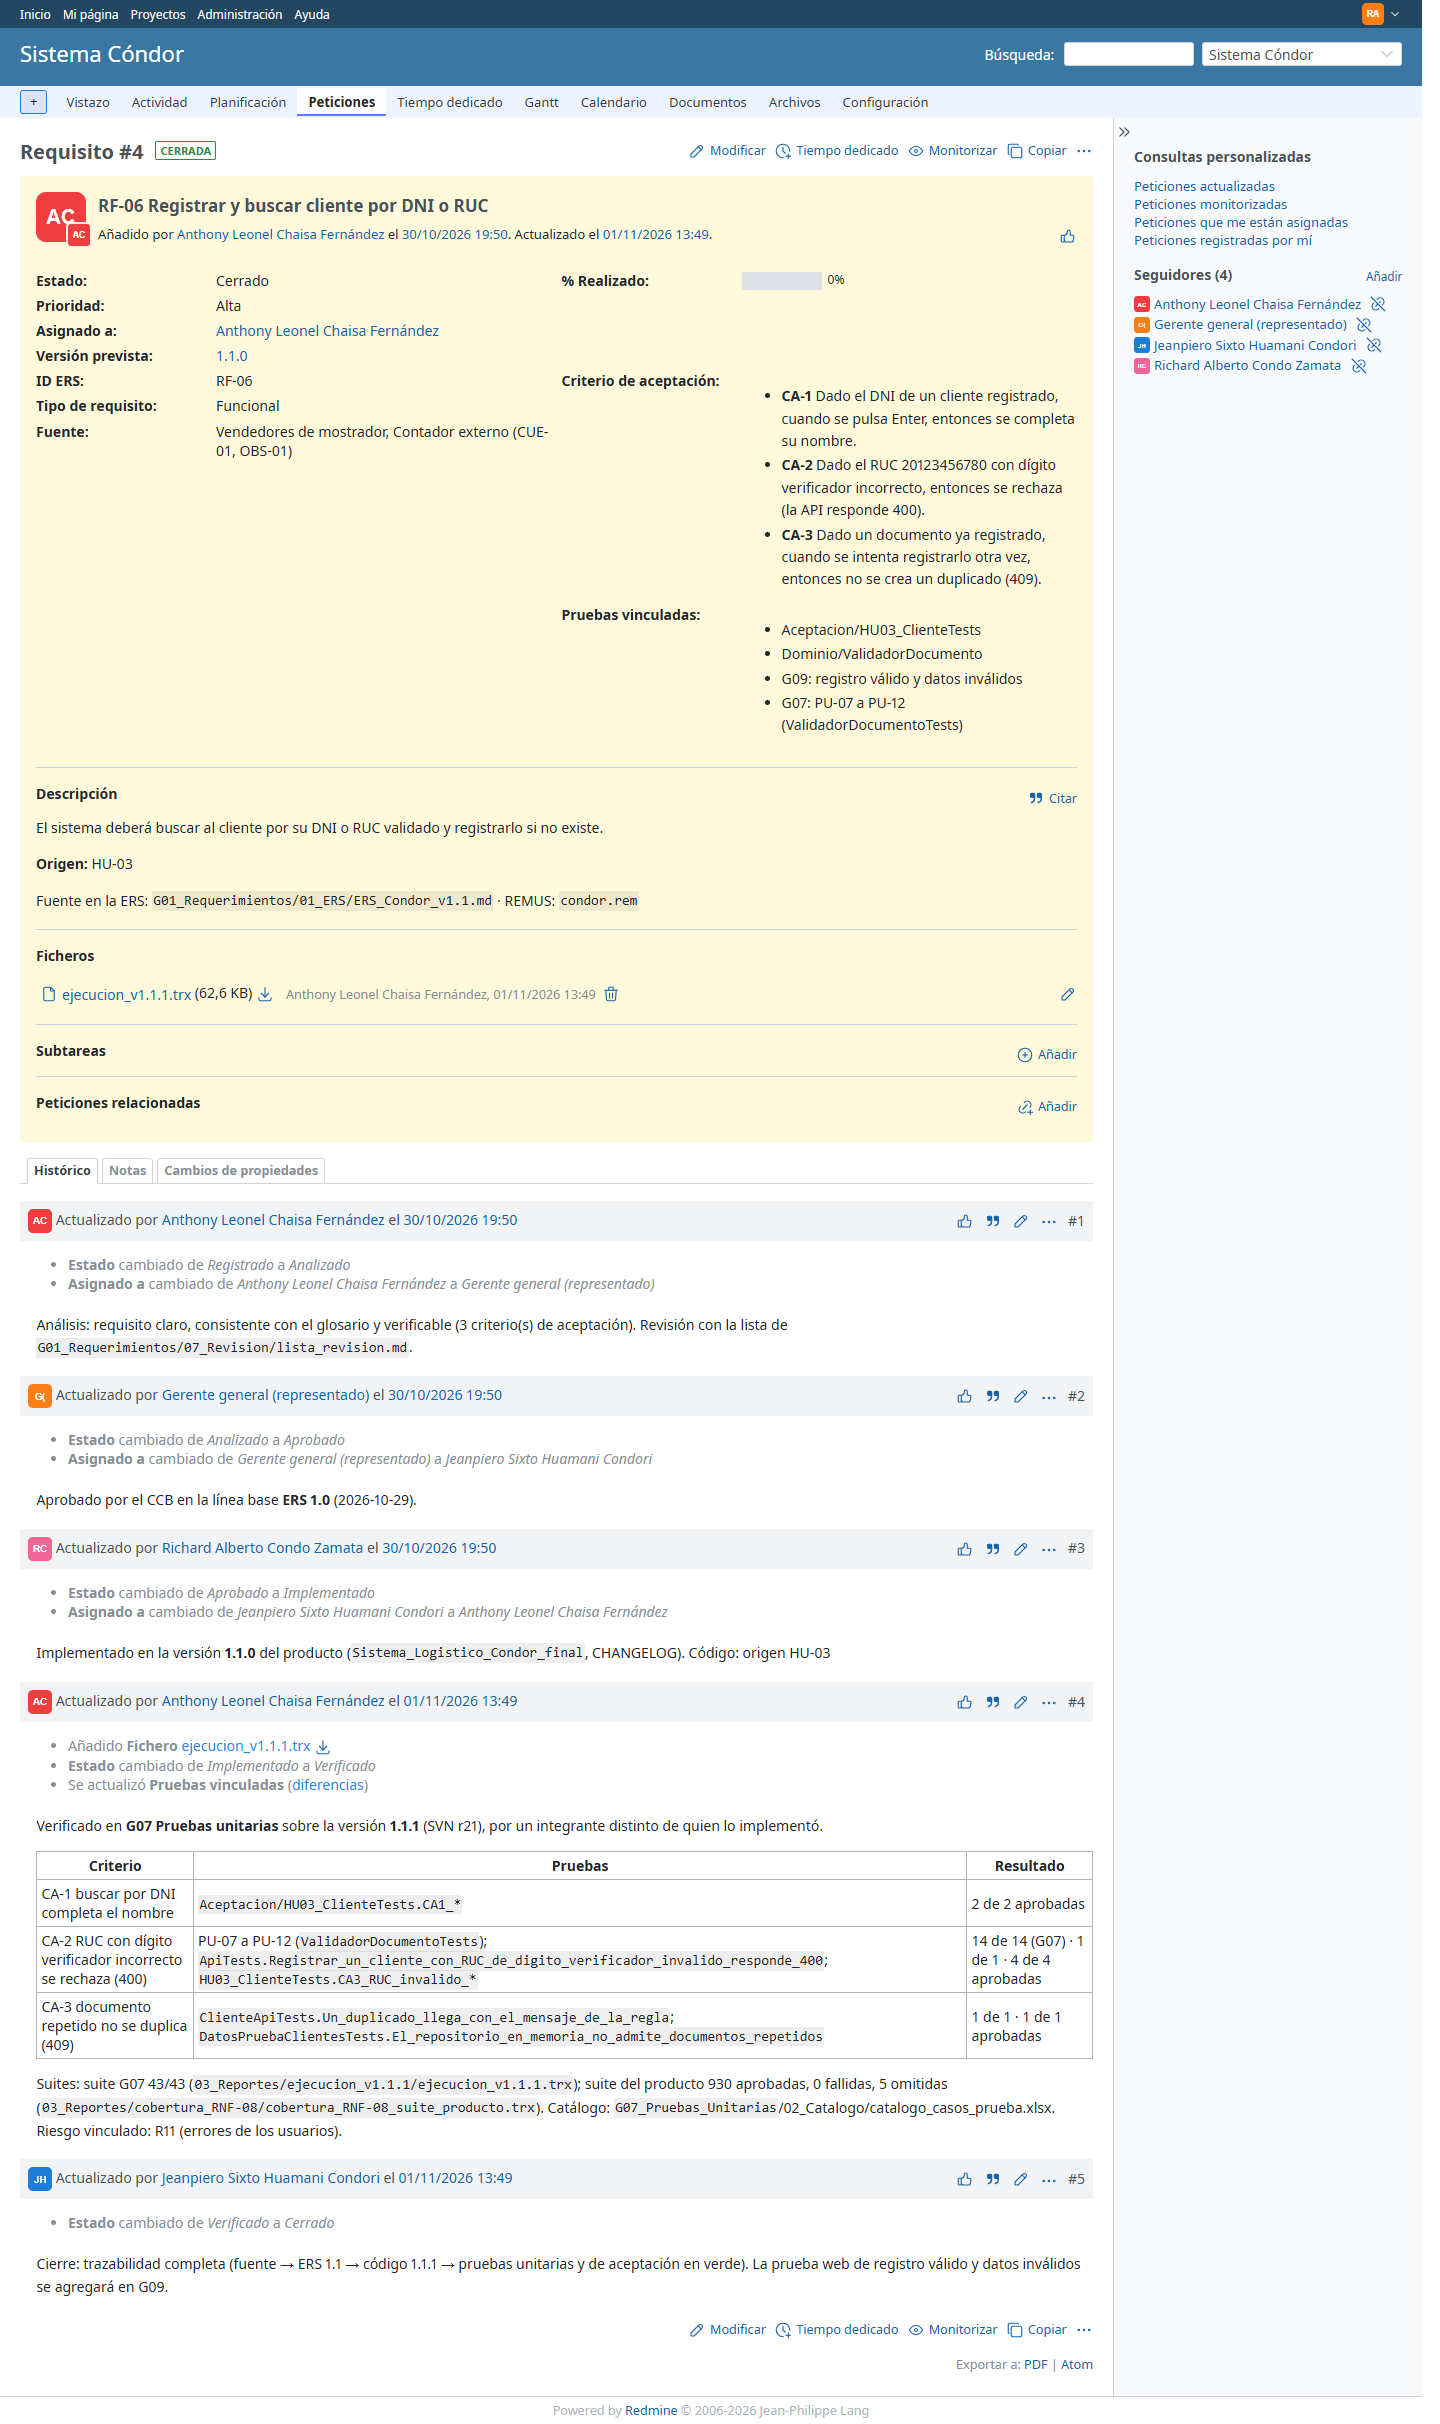 Inicio Mi página Proyectos Administración Ayuda RA
Sistema Cóndor Búsqueda: Sistema Cóndor
+ Vistazo Actividad Planificación Peticiones Tiempo dedicado Gantt Calendario Documentos Archivos Configuración
Requisito #4 CERRADA Modificar Tiempo dedicado Monitorizar Copiar
AC AC RF-06 Registrar y buscar cliente por DNI o RUC
Añadido por Anthony Leonel Chaisa Fernández el 30/10/2026 19:50. Actualizado el 01/11/2026 13:49.
Estado: Cerrado % Realizado: 0%
Prioridad: Alta
Asignado a: Anthony Leonel Chaisa Fernández
Versión prevista: 1.1.0
ID ERS: RF-06
Tipo de requisito: Funcional
Fuente: Vendedores de mostrador, Contador externo (CUE-
01, OBS-01)
Criterio de aceptación:
CA-1 Dado el DNI de un cliente registrado,
cuando se pulsa Enter, entonces se completa
su nombre.
CA-2 Dado el RUC 20123456780 con dígito
verificador incorrecto, entonces se rechaza
(la API responde 400).
CA-3 Dado un documento ya registrado,
cuando se intenta registrarlo otra vez,
entonces no se crea un duplicado (409).
Pruebas vinculadas:
Aceptacion/HU03_ClienteTests
Dominio/ValidadorDocumento
G09: registro válido y datos inválidos
G07: PU-07 a PU-12
(ValidadorDocumentoTests)
Descripción Citar
El sistema deberá buscar al cliente por su DNI o RUC validado y registrarlo si no existe.
Origen: HU-03
Fuente en la ERS: G01_Requerimientos/01_ERS/ERS_Condor_v1.1.md · REMUS: condor.rem
Ficheros
ejecucion_v1.1.1.trx (62,6 KB) Anthony Leonel Chaisa Fernández, 01/11/2026 13:49
Subtareas Añadir
Peticiones relacionadas Añadir
Histórico Notas Cambios de propiedades
AC Actualizado por Anthony Leonel Chaisa Fernández el 30/10/2026 19:50 #1
Estado cambiado de Registrado a Analizado
Asignado a cambiado de Anthony Leonel Chaisa Fernández a Gerente general (representado)
Análisis: requisito claro, consistente con el glosario y verificable (3 criterio(s) de aceptación). Revisión con la lista de
G01_Requerimientos/07_Revision/lista_revision.md.
G( Actualizado por Gerente general (representado) el 30/10/2026 19:50 #2
Estado cambiado de Analizado a Aprobado
Asignado a cambiado de Gerente general (representado) a Jeanpiero Sixto Huamani Condori
Aprobado por el CCB en la línea base ERS 1.0 (2026-10-29).
RC Actualizado por Richard Alberto Condo Zamata el 30/10/2026 19:50 #3
Estado cambiado de Aprobado a Implementado
Asignado a cambiado de Jeanpiero Sixto Huamani Condori a Anthony Leonel Chaisa Fernández
Implementado en la versión 1.1.0 del producto (Sistema_Logistico_Condor_final, CHANGELOG). Código: origen HU-03
AC Actualizado por Anthony Leonel Chaisa Fernández el 01/11/2026 13:49 #4
Añadido Fichero ejecucion_v1.1.1.trx
Estado cambiado de Implementado a Verificado
Se actualizó Pruebas vinculadas (diferencias)
Verificado en G07 Pruebas unitarias sobre la versión 1.1.1 (SVN r21), por un integrante distinto de quien lo implementó.
Criterio Pruebas Resultado
CA-1 buscar por DNI
completa el nombre
Aceptacion/HU03_ClienteTests.CA1_*
2 de 2 aprobadas
CA-2 RUC con dígito
verificador incorrecto
se rechaza (400)
PU-07 a PU-12 (ValidadorDocumentoTests);
ApiTests.Registrar_un_cliente_con_RUC_de_digito_verificador_invalido_responde_400;
HU03_ClienteTests.CA3_RUC_invalido_*
14 de 14 (G07) · 1
de 1 · 4 de 4
aprobadas
CA-3 documento
repetido no se duplica
(409)
ClienteApiTests.Un_duplicado_llega_con_el_mensaje_de_la_regla;
DatosPruebaClientesTests.El_repositorio_en_memoria_no_admite_documentos_repetidos
1 de 1 · 1 de 1
aprobadas
Suites: suite G07 43/43 (03_Reportes/ejecucion_v1.1.1/ejecucion_v1.1.1.trx); suite del producto 930 aprobadas, 0 fallidas, 5 omitidas
(03_Reportes/cobertura_RNF-08/cobertura_RNF-08_suite_producto.trx). Catálogo: G07_Pruebas_Unitarias/02_Catalogo/catalogo_casos_prueba.xlsx.
Riesgo vinculado: R11 (errores de los usuarios).
JH Actualizado por Jeanpiero Sixto Huamani Condori el 01/11/2026 13:49 #5
Estado cambiado de Verificado a Cerrado
Cierre: trazabilidad completa (fuente → ERS 1.1 → código 1.1.1 → pruebas unitarias y de aceptación en verde). La prueba web de registro válido y datos inválidos
se agregará en G09.
Modificar Tiempo dedicado Monitorizar Copiar
Exportar a: PDF | Atom
Consultas personalizadas
Peticiones actualizadas
Peticiones monitorizadas
Peticiones que me están asignadas
Peticiones registradas por mí
Seguidores (4) Añadir
AC Anthony Leonel Chaisa Fernández
G( Gerente general (representado)
JH Jeanpiero Sixto Huamani Condori
RC Richard Alberto Condo Zamata
Powered by Redmine © 2006-2026 Jean-Philippe Lang